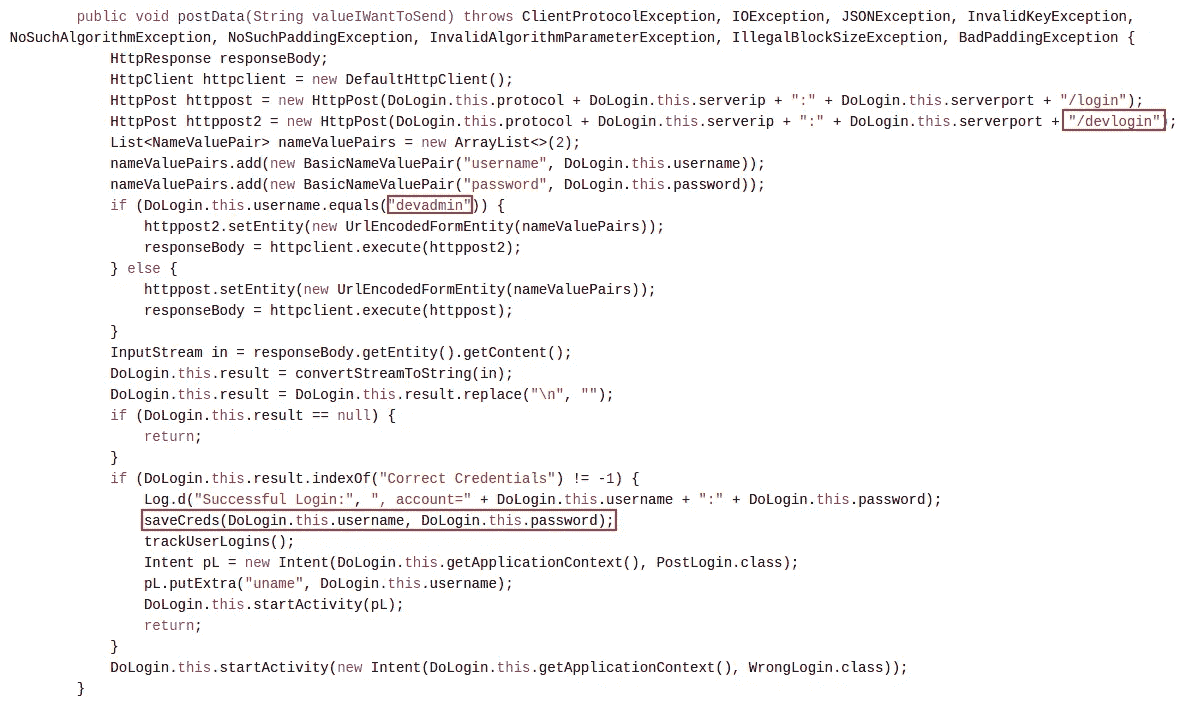 public void postData(String valueIWantToSend) throws ClientProtocolException, IOException, JSONException, InvalidKeyException,
NoSuchAlgorithmException, NoSuchPaddingException, InvalidAlgorithmParameterException, IllegalBlockSizeException, BadPaddingException {
HttpResponse responseBody;
HttpClient httpclient = new DefaultHttpClient();
HttpPost httppost = new HttpPost(DoLogin.this.protocol + DoLogin.this.serverip + ":" + DoLogin.this.serverport + "/login");
HttpPost httppost2 = new HttpPost(DoLogin.this.protocol + DoLogin.this.serverip + ":" + DoLogin.this.serverport + "/devlogin");
List<NameValuePair> nameValuePairs = new ArrayList<>(2);
nameValuePairs.add(new BasicNameValuePair("username", DoLogin.this.username));
nameValuePairs.add(new BasicNameValuePair("password", DoLogin.this.password));
if (DoLogin.this.username.equals("devadmin")) {
httppost2.setEntity(new UrlEncodedFormEntity(nameValuePairs));
responseBody = httpclient.execute(httppost2);
} else {
httppost.setEntity(new UrlEncodedFormEntity(nameValuePairs));
responseBody = httpclient.execute(httppost);
}
InputStream in = responseBody.getEntity().getContent();
DoLogin.this.result = convertStreamToString(in);
DoLogin.this.result = DoLogin.this.result.replace("\n", "");
if (DoLogin.this.result == null) {
return;
}
if (DoLogin.this.result.indexOf("Correct Credentials") != -1) {
Log.d("Successful Login:", ", account=" + DoLogin.this.username + ":" + DoLogin.this.password);
saveCreds(DoLogin.this.username, DoLogin.this.password);
trackUserLogins();
Intent pL = new Intent(DoLogin.this.getApplicationContext(), PostLogin.class);
pL.putExtra("uname", DoLogin.this.username);
DoLogin.this.startActivity(pL);
return;
}
DoLogin.this.startActivity(new Intent(DoLogin.this.getApplicationContext(), WrongLogin.class));
}